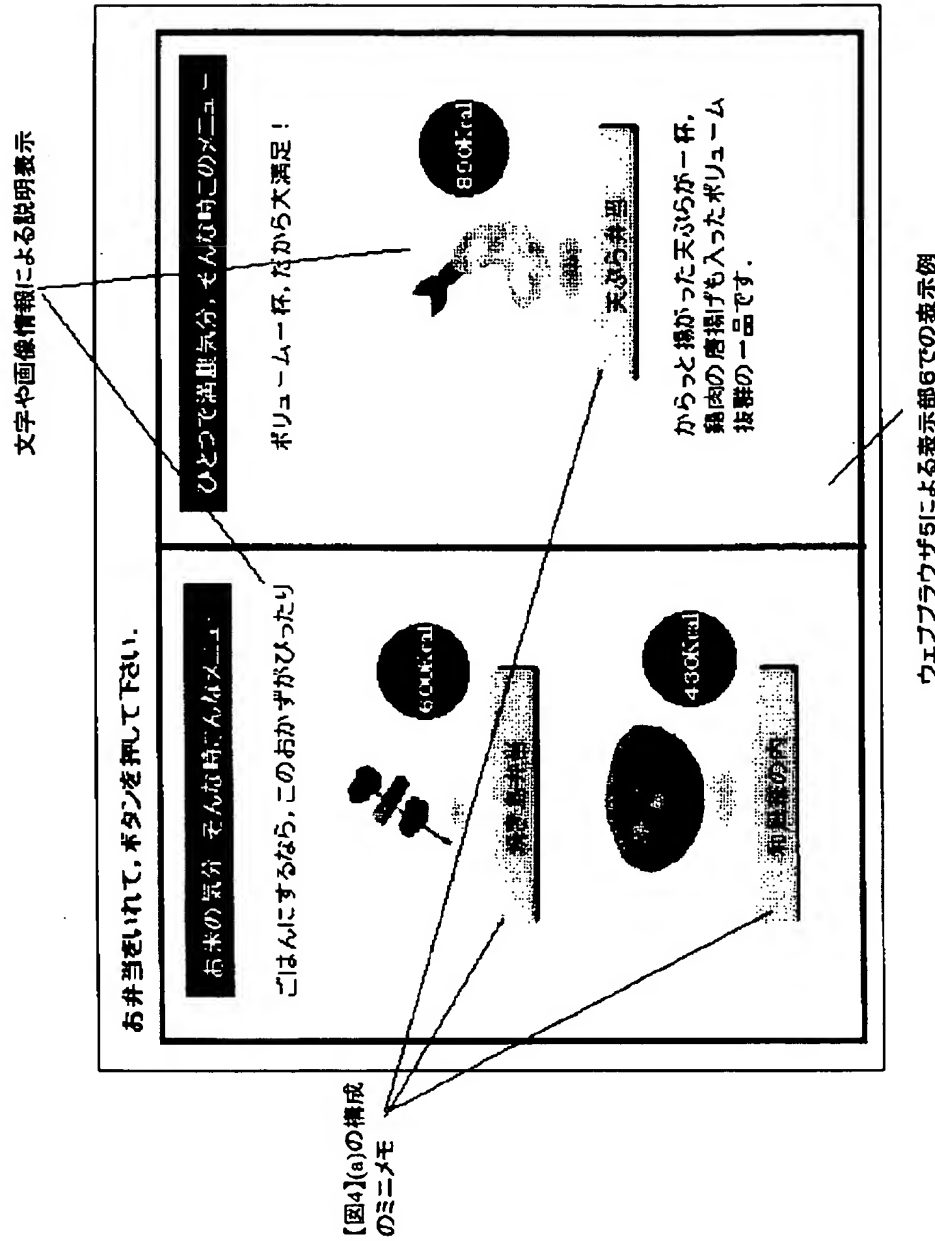 文字や画像情報による説明表示
お弁当をいれて，ボタンを押して下さい．
お米の気分 そんな時こんなメニュー
ごはんにするなら，このおかずがぴったり
600Kcal
430Kcal
和風幕の内
ひとつで満腹気分，そんな時このメニュー
ボリューム一杯，だから大満足！
800Kcal
天ぷら弁当
からっと揚がった天ぷらが一杯，
鶏肉の唐揚げも入ったボリューム
抜群の一品です．
【図4】(a)の構成
のミニメモ
ウェブブラウザ5による表示部6での表示例